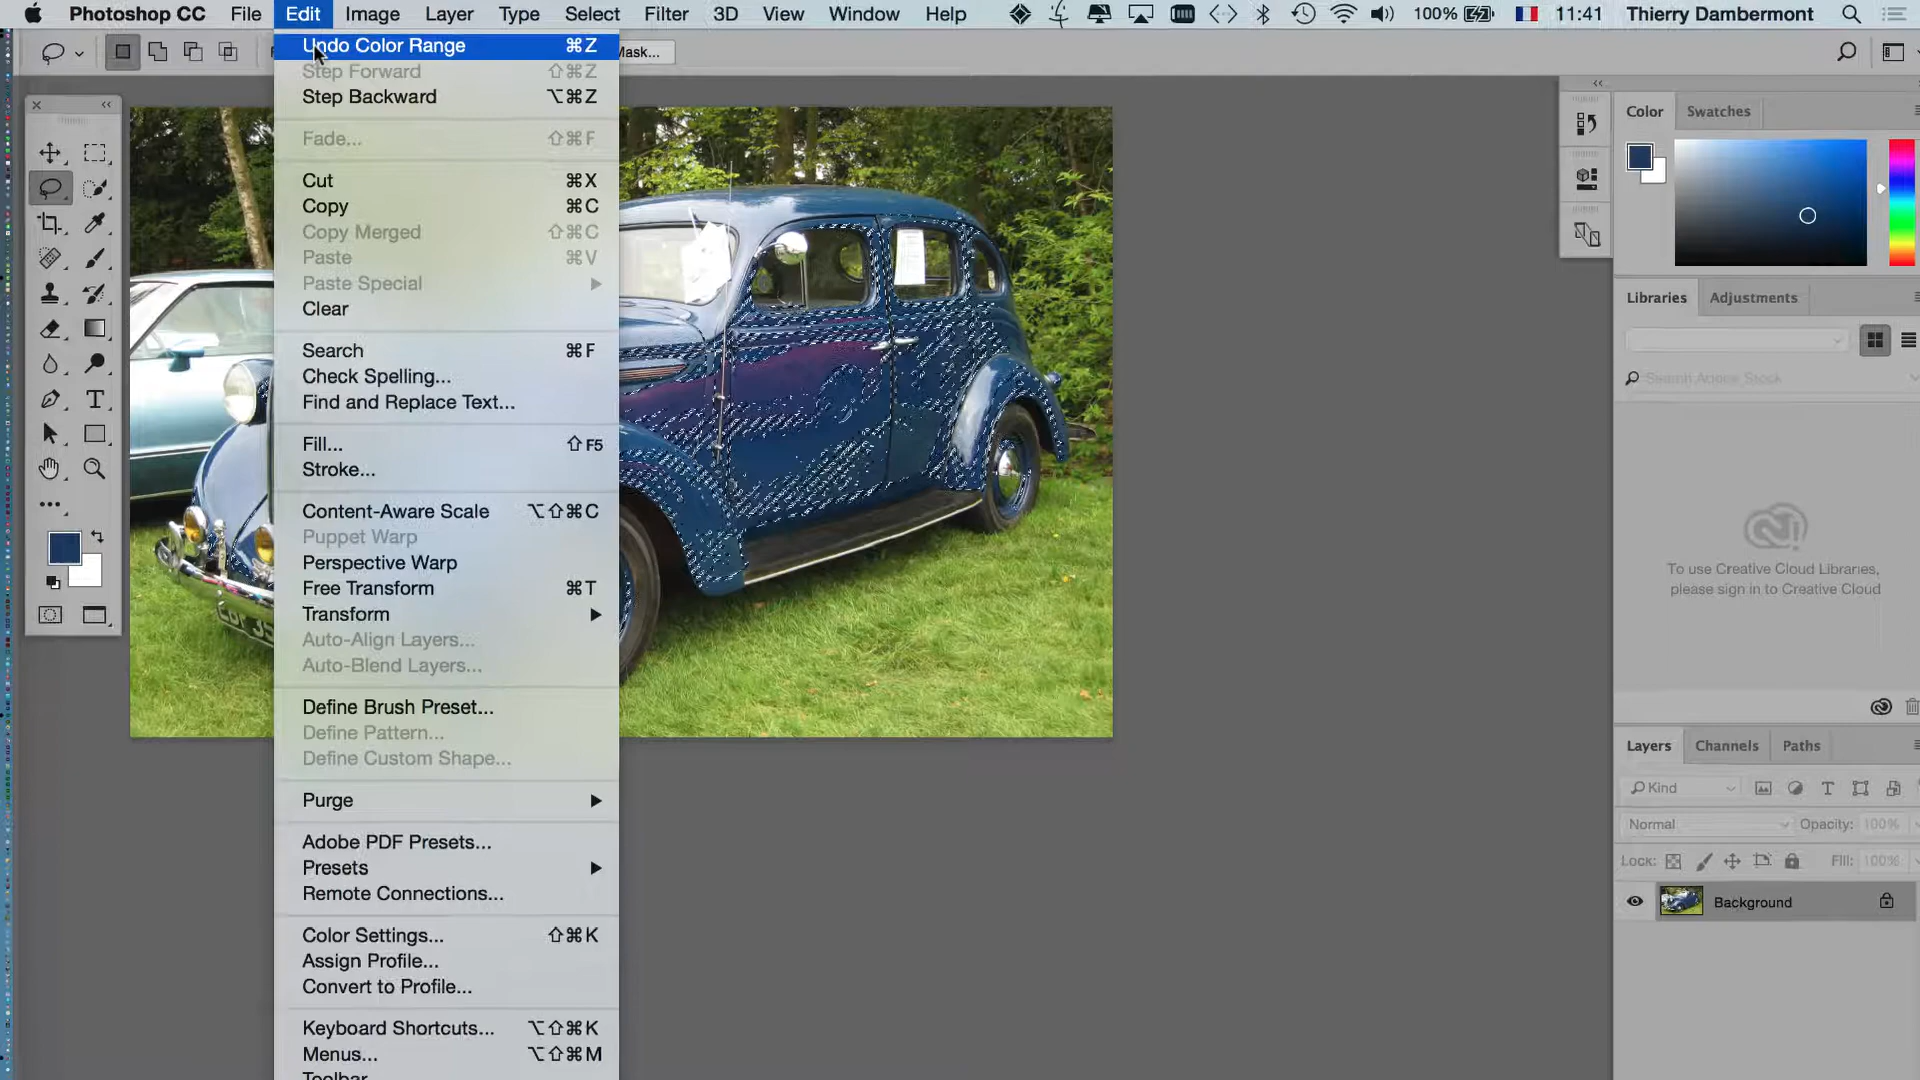 Photoshop CC File Edit Image Layer Type Select Filter 3D View Window Help 100% 11:41 Thierry Dambermont
Mask...
Undo Color Range ⌘Z
Step Forward ⇧⌘Z
Step Backward ⌥⌘Z
Fade... ⇧⌘F
Cut ⌘X
Copy ⌘C
Copy Merged ⇧⌘C
Paste ⌘V
Paste Special
Clear
Search ⌘F
Check Spelling...
Find and Replace Text...
Fill... ⇧F5
Stroke...
Content-Aware Scale ⌥⇧⌘C
Puppet Warp
Perspective Warp
Free Transform ⌘T
Transform
Auto-Align Layers...
Auto-Blend Layers...
Define Brush Preset...
Define Pattern...
Define Custom Shape...
Purge
Adobe PDF Presets...
Presets
Remote Connections...
Color Settings... ⇧⌘K
Assign Profile...
Convert to Profile...
Keyboard Shortcuts... ⌥⇧⌘K
Menus... ⌥⇧⌘M
Toolbar
Color Swatches
Libraries Adjustments
Search Adobe Stock
To use Creative Cloud Libraries,
please sign in to Creative Cloud
Layers Channels Paths
Kind
Normal Opacity: 100%
Lock: Fill: 100%
Background